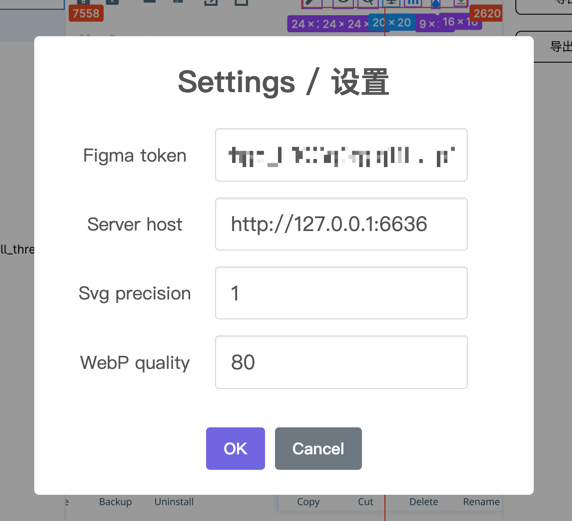 7558
24 × 24 × 24 × 20 × 20 9 × 16 × 16
2620
导出
Settings / 设置
导出
Figma token
Server host http://127.0.0.1:6636
ll_thre
Svg precision 1
WebP quality 80
OK Cancel
Backup Uninstall Copy Cut Delete Rename